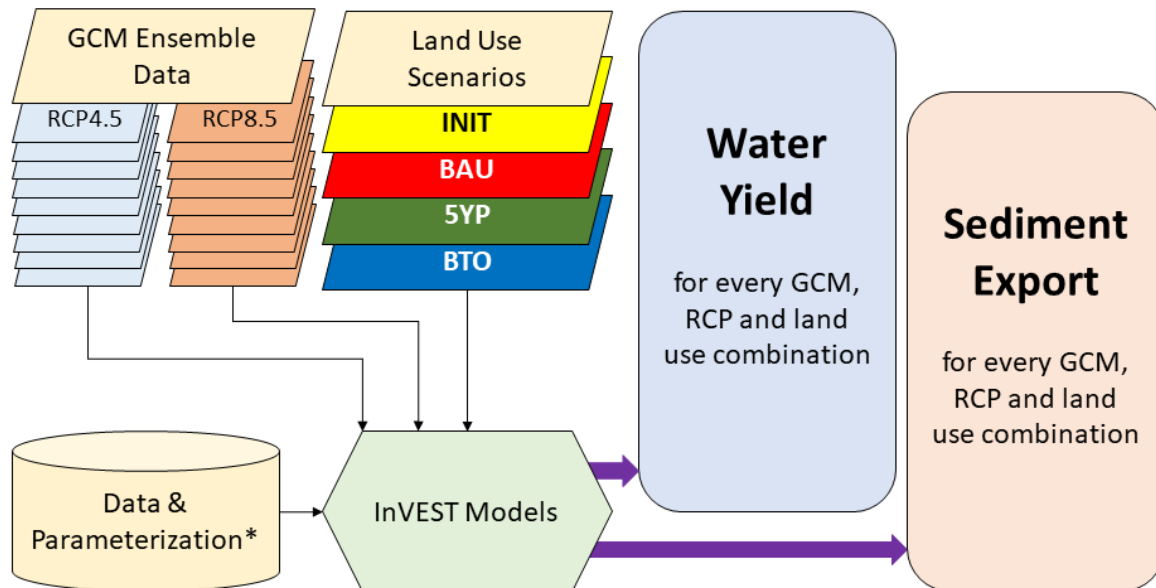 GCM Ensemble
Data
RCP4.5
RCP8.5
Land Use
Scenarios
INIT
BAU
5YP
BTO
Data &
Parameterization*
InVEST Models
Water
Yield
for every GCM,
RCP and land
use combination
Sediment
Export
for every GCM,
RCP and land
use combination